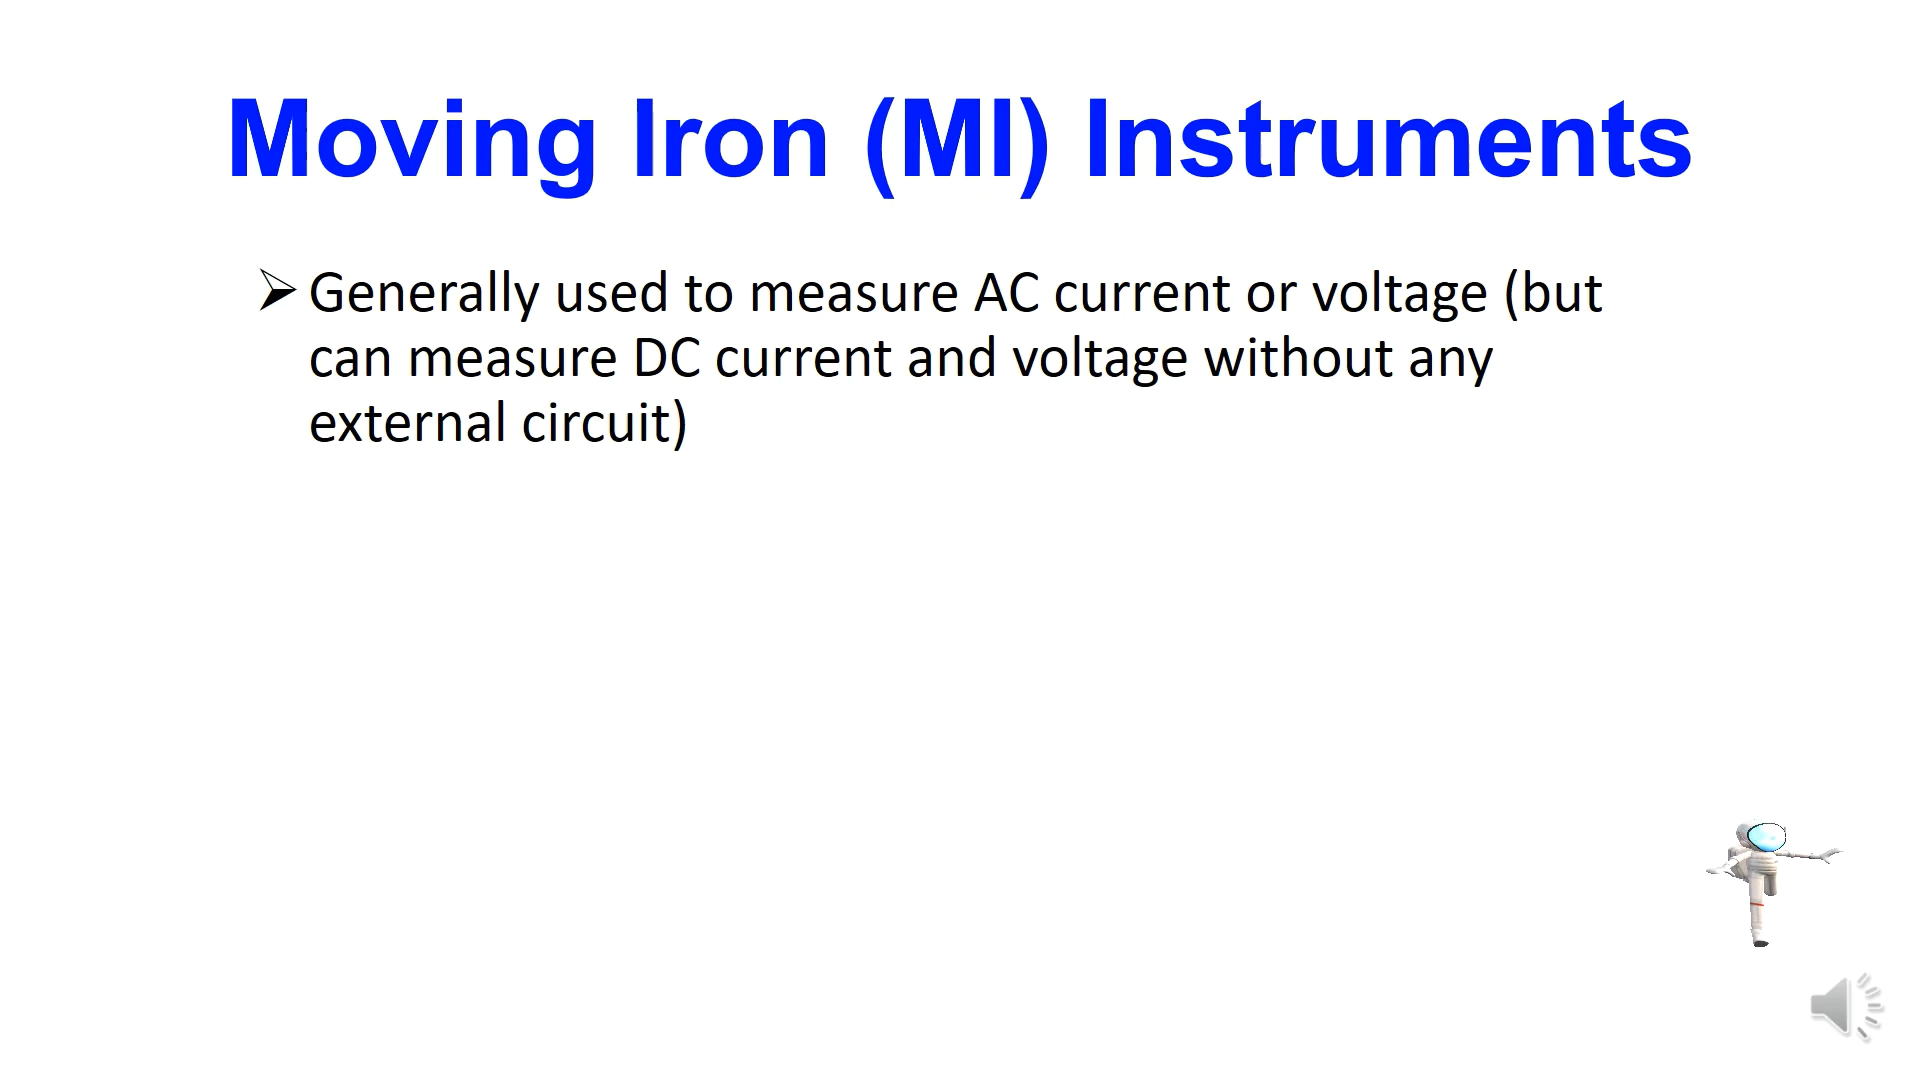 Moving Iron (MI) Instruments
➢ Generally used to measure AC current or voltage (but
can measure DC current and voltage without any
external circuit)